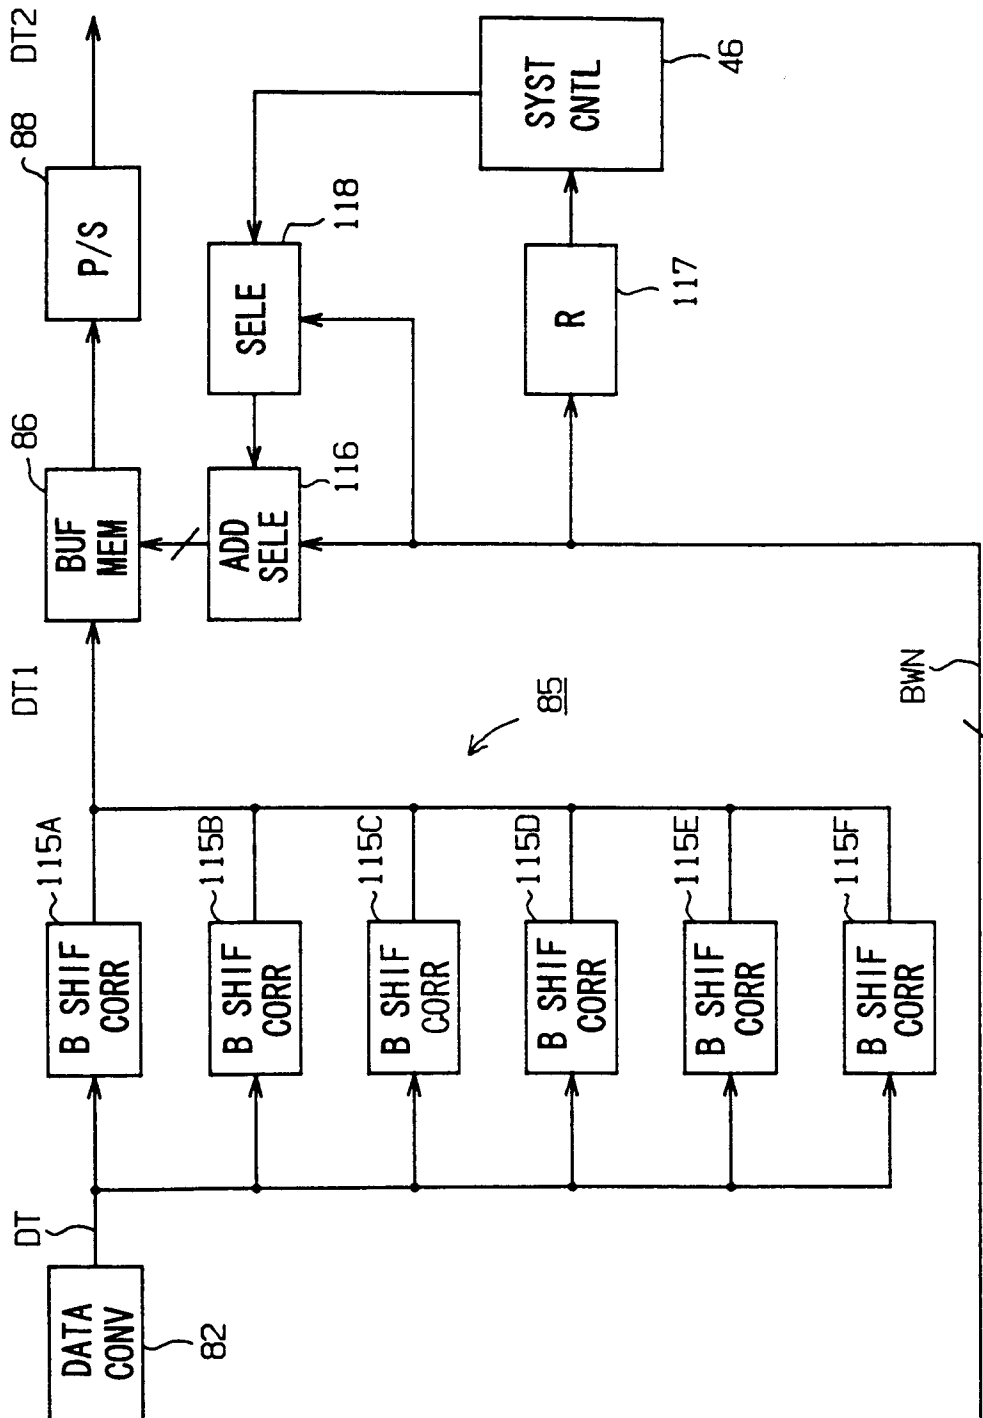 DATA
CONV
82
DT
B SHIF
CORR
115A
B SHIF
CORR
115B
B SHIF
CORR
115C
B SHIF
CORR
115D
B SHIF
CORR
115E
B SHIF
CORR
115F
85
DT1
BUF
MEM
86
P/S
88
DT2
ADD
SELE
116
SELE
118
R
117
SYST
CNTL
46
BWN